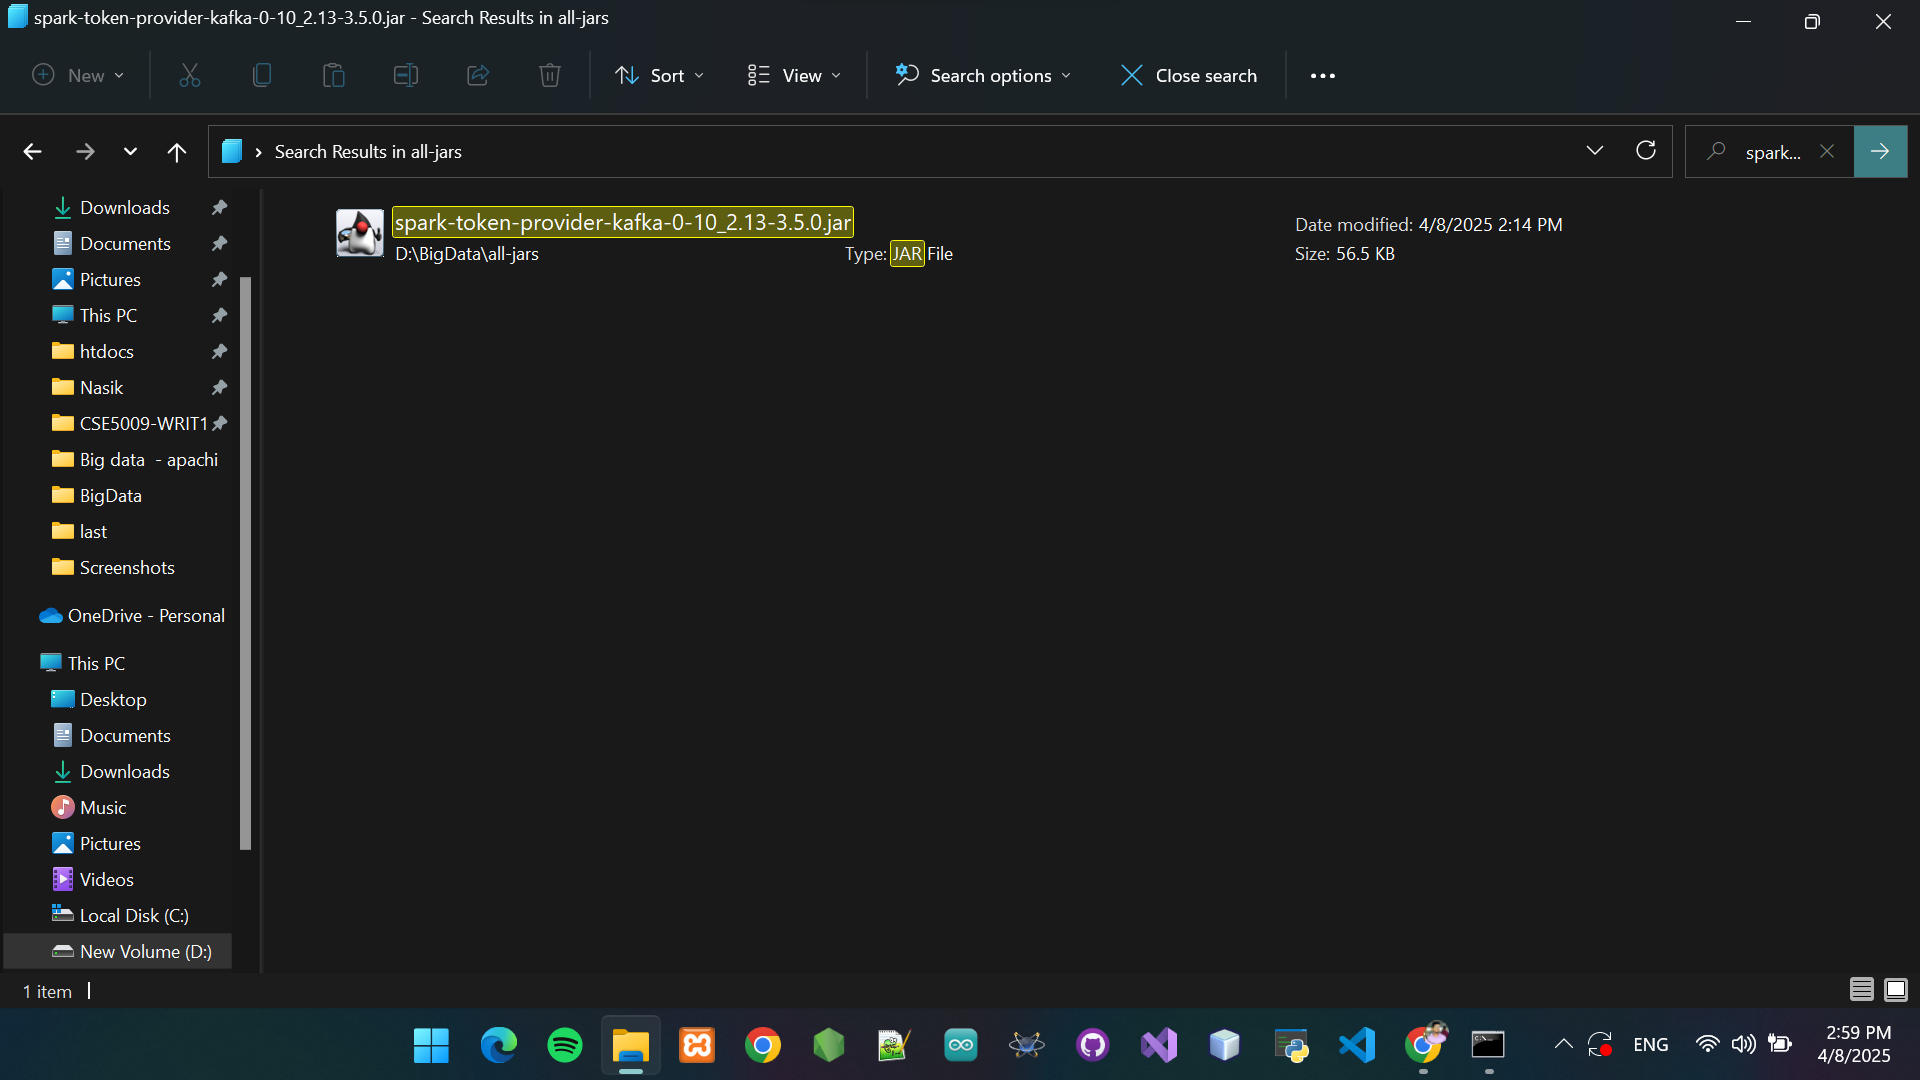 spark-token-provider-kafka-0-10_2.13-3.5.0.jar - Search Results in all-jars
New
Sort
View
Search options
Close search
Search Results in all-jars
spark...
Downloads
Documents
Pictures
This PC
htdocs
Nasik
CSE5009-WRIT1
Big data - apachi
BigData
last
Screenshots
OneDrive - Personal
This PC
Desktop
Documents
Downloads
Music
Pictures
Videos
Local Disk (C:)
New Volume (D:)
spark-token-provider-kafka-0-10_2.13-3.5.0.jar
D:\BigData\all-jars
Type: JAR File
Date modified: 4/8/2025 2:14 PM
Size: 56.5 KB
1 item
ENG
2:59 PM
4/8/2025